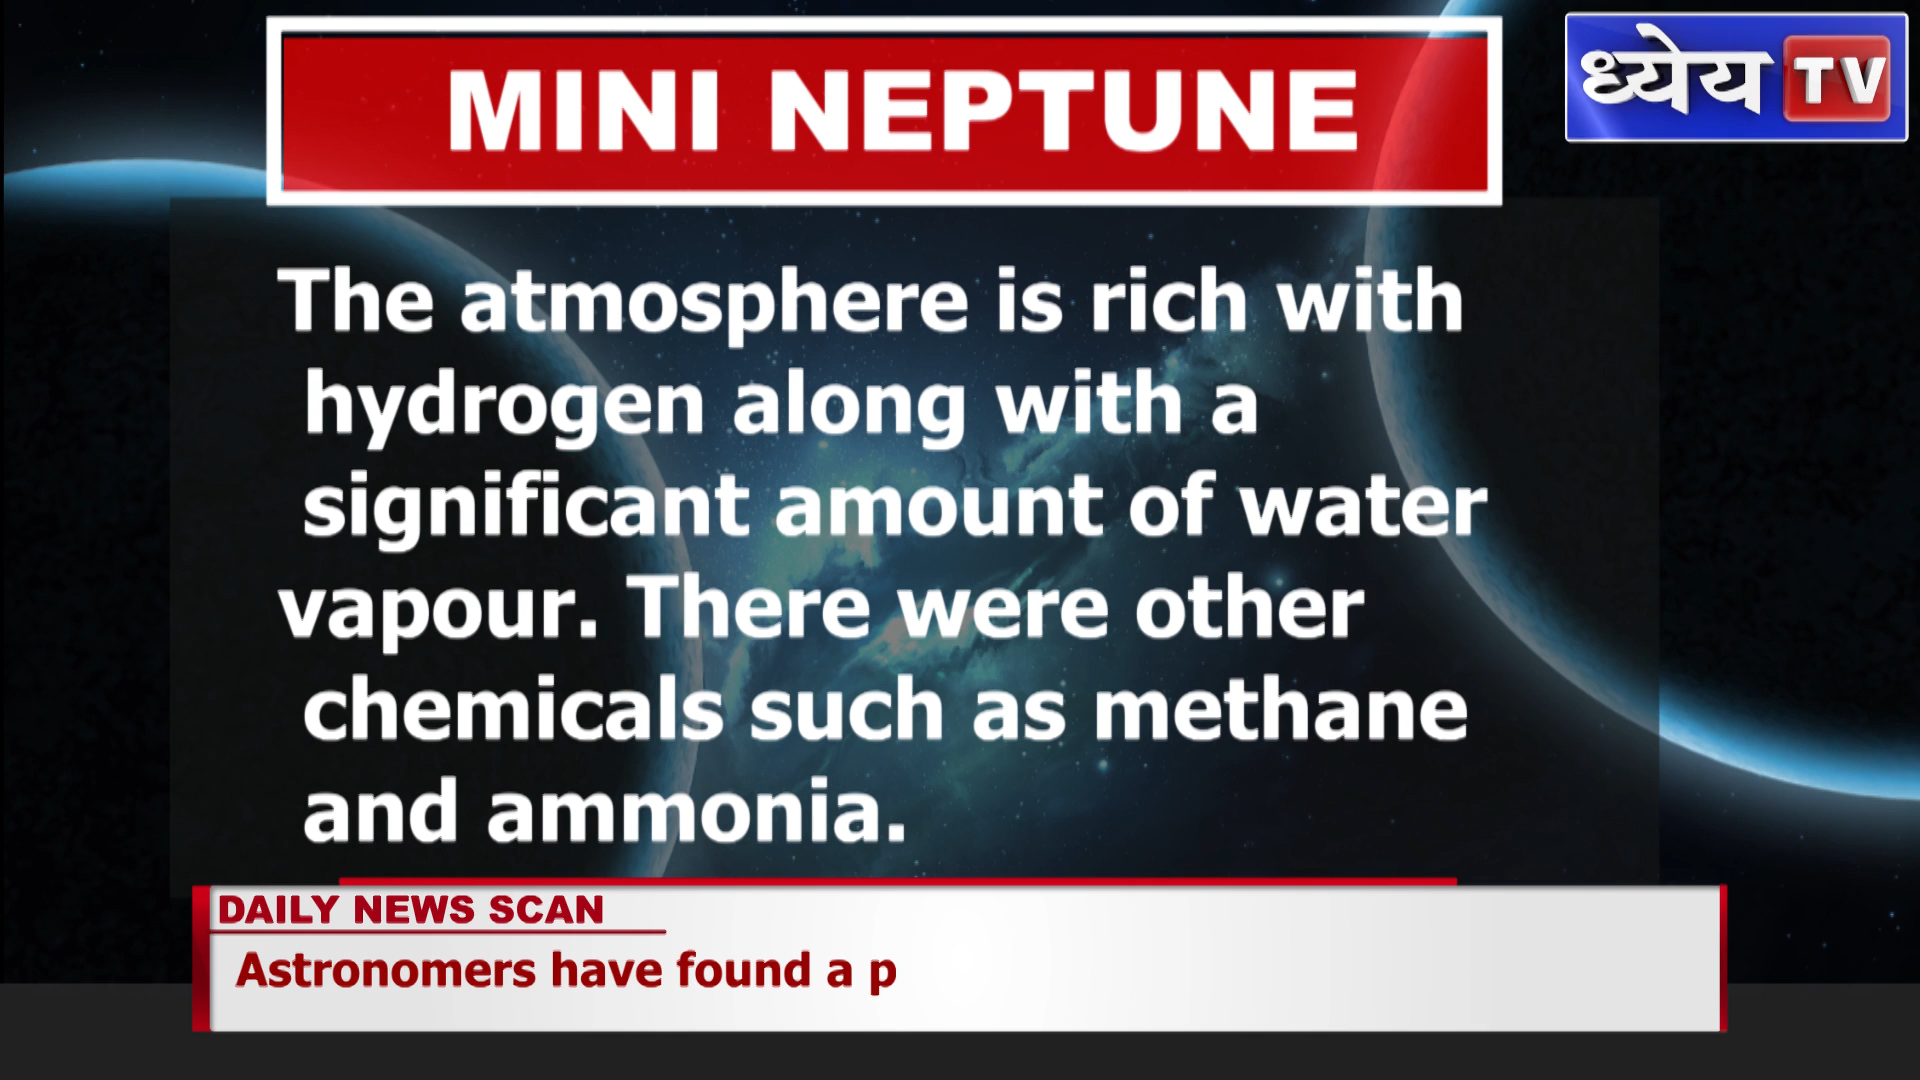 MINI NEPTUNE
ध्येय TV
The atmosphere is rich with
hydrogen along with a
significant amount of water
vapour. There were other
chemicals such as methane
and ammonia.
DAILY NEWS SCAN
Astronomers have found a p